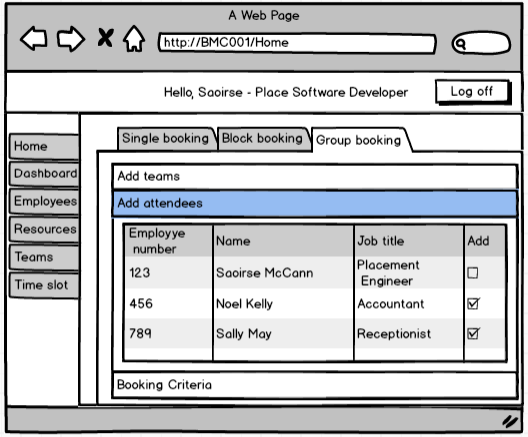 A Web Page
http://BMC001/Home
Hello, Saoirse - Place Software Developer
Log off
Home
Dashboard
Employees
Resources
Teams
Time slot
Single booking
Block booking
Group booking
Add teams
Add attendees
Employye number
Name
Job title
Add
123
Saoirse McCann
Placement Engineer
456
Noel Kelly
Accountant
789
Sally May
Receptionist
Booking Criteria